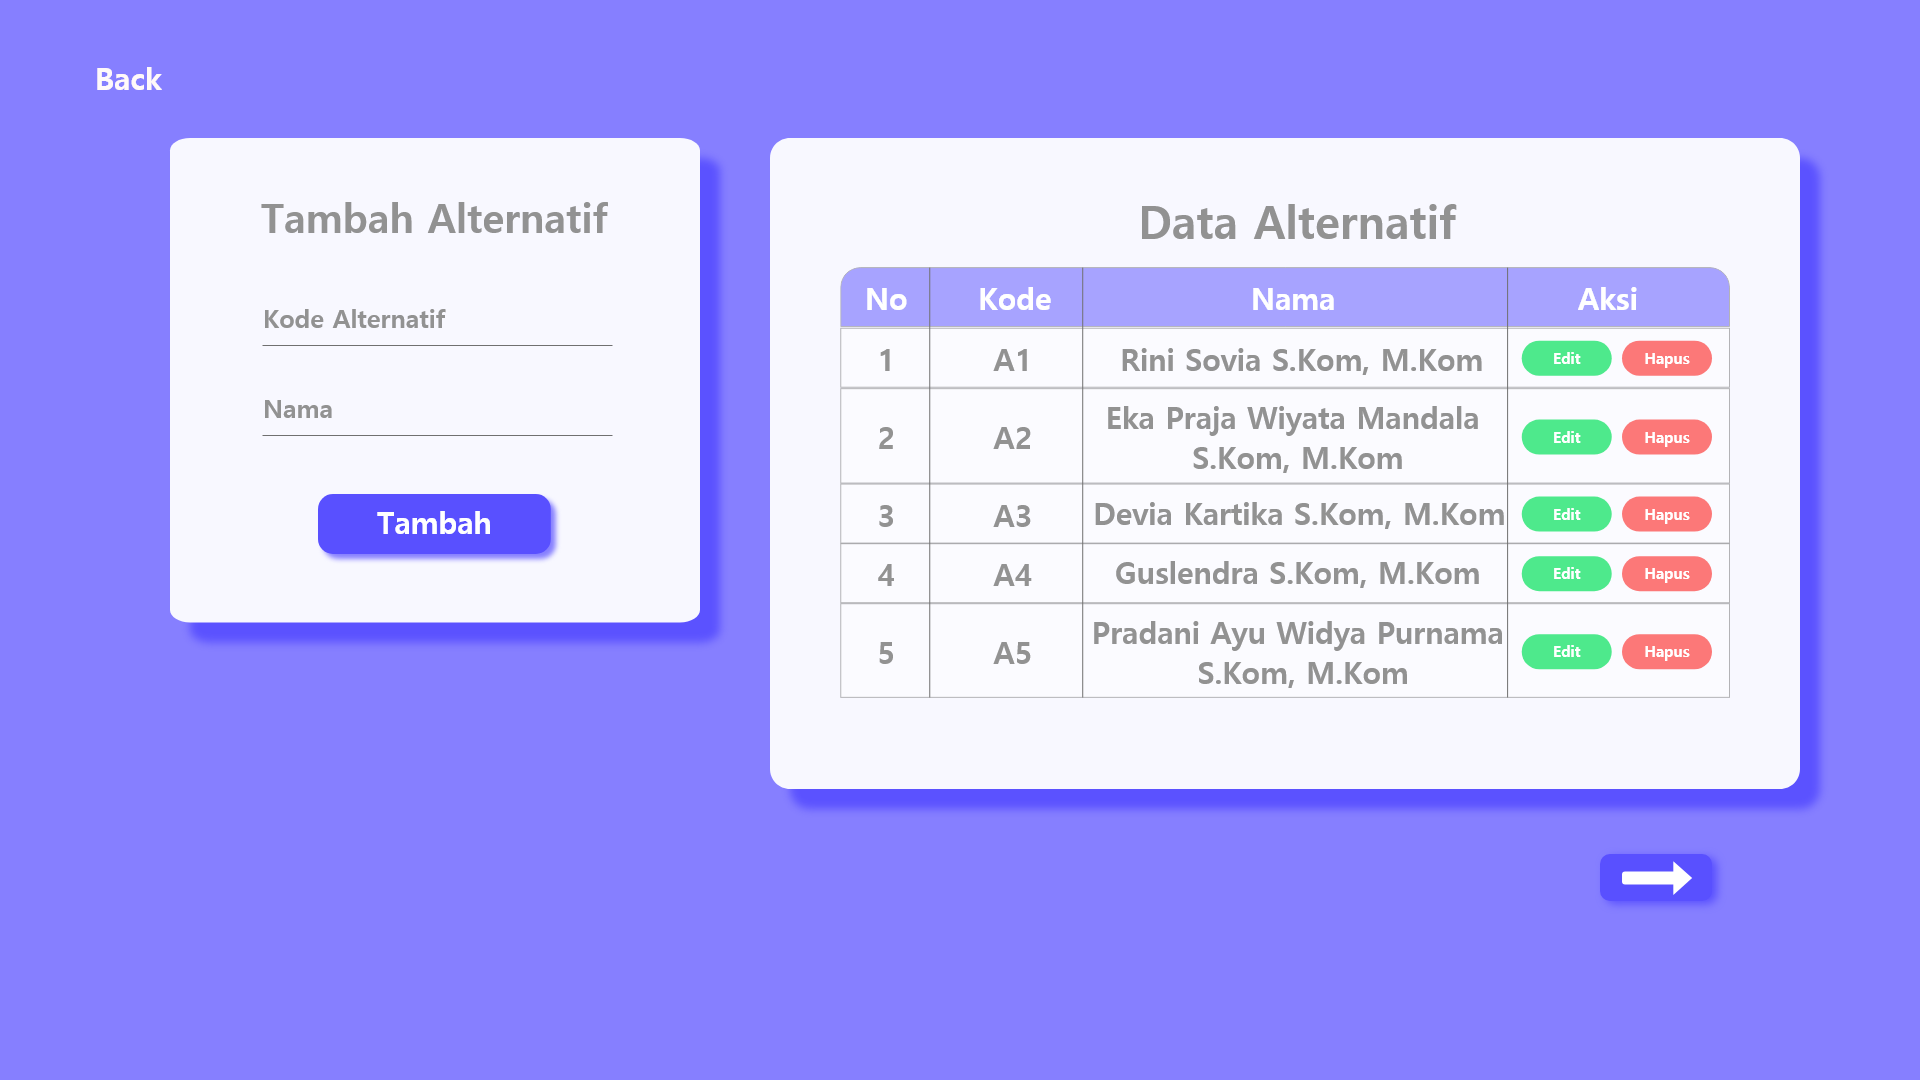 Back
Tambah Alternatif
Kode Alternatif
Nama
Tambah
Data Alternatif
No Kode Nama Aksi
1 A1 Rini Sovia S.Kom, M.Kom Edit Hapus
2 A2 Eka Praja Wiyata Mandala
S.Kom, M.Kom Edit Hapus
3 A3 Devia Kartika S.Kom, M.Kom Edit Hapus
4 A4 Guslendra S.Kom, M.Kom Edit Hapus
5 A5 Pradani Ayu Widya Purnama
S.Kom, M.Kom Edit Hapus